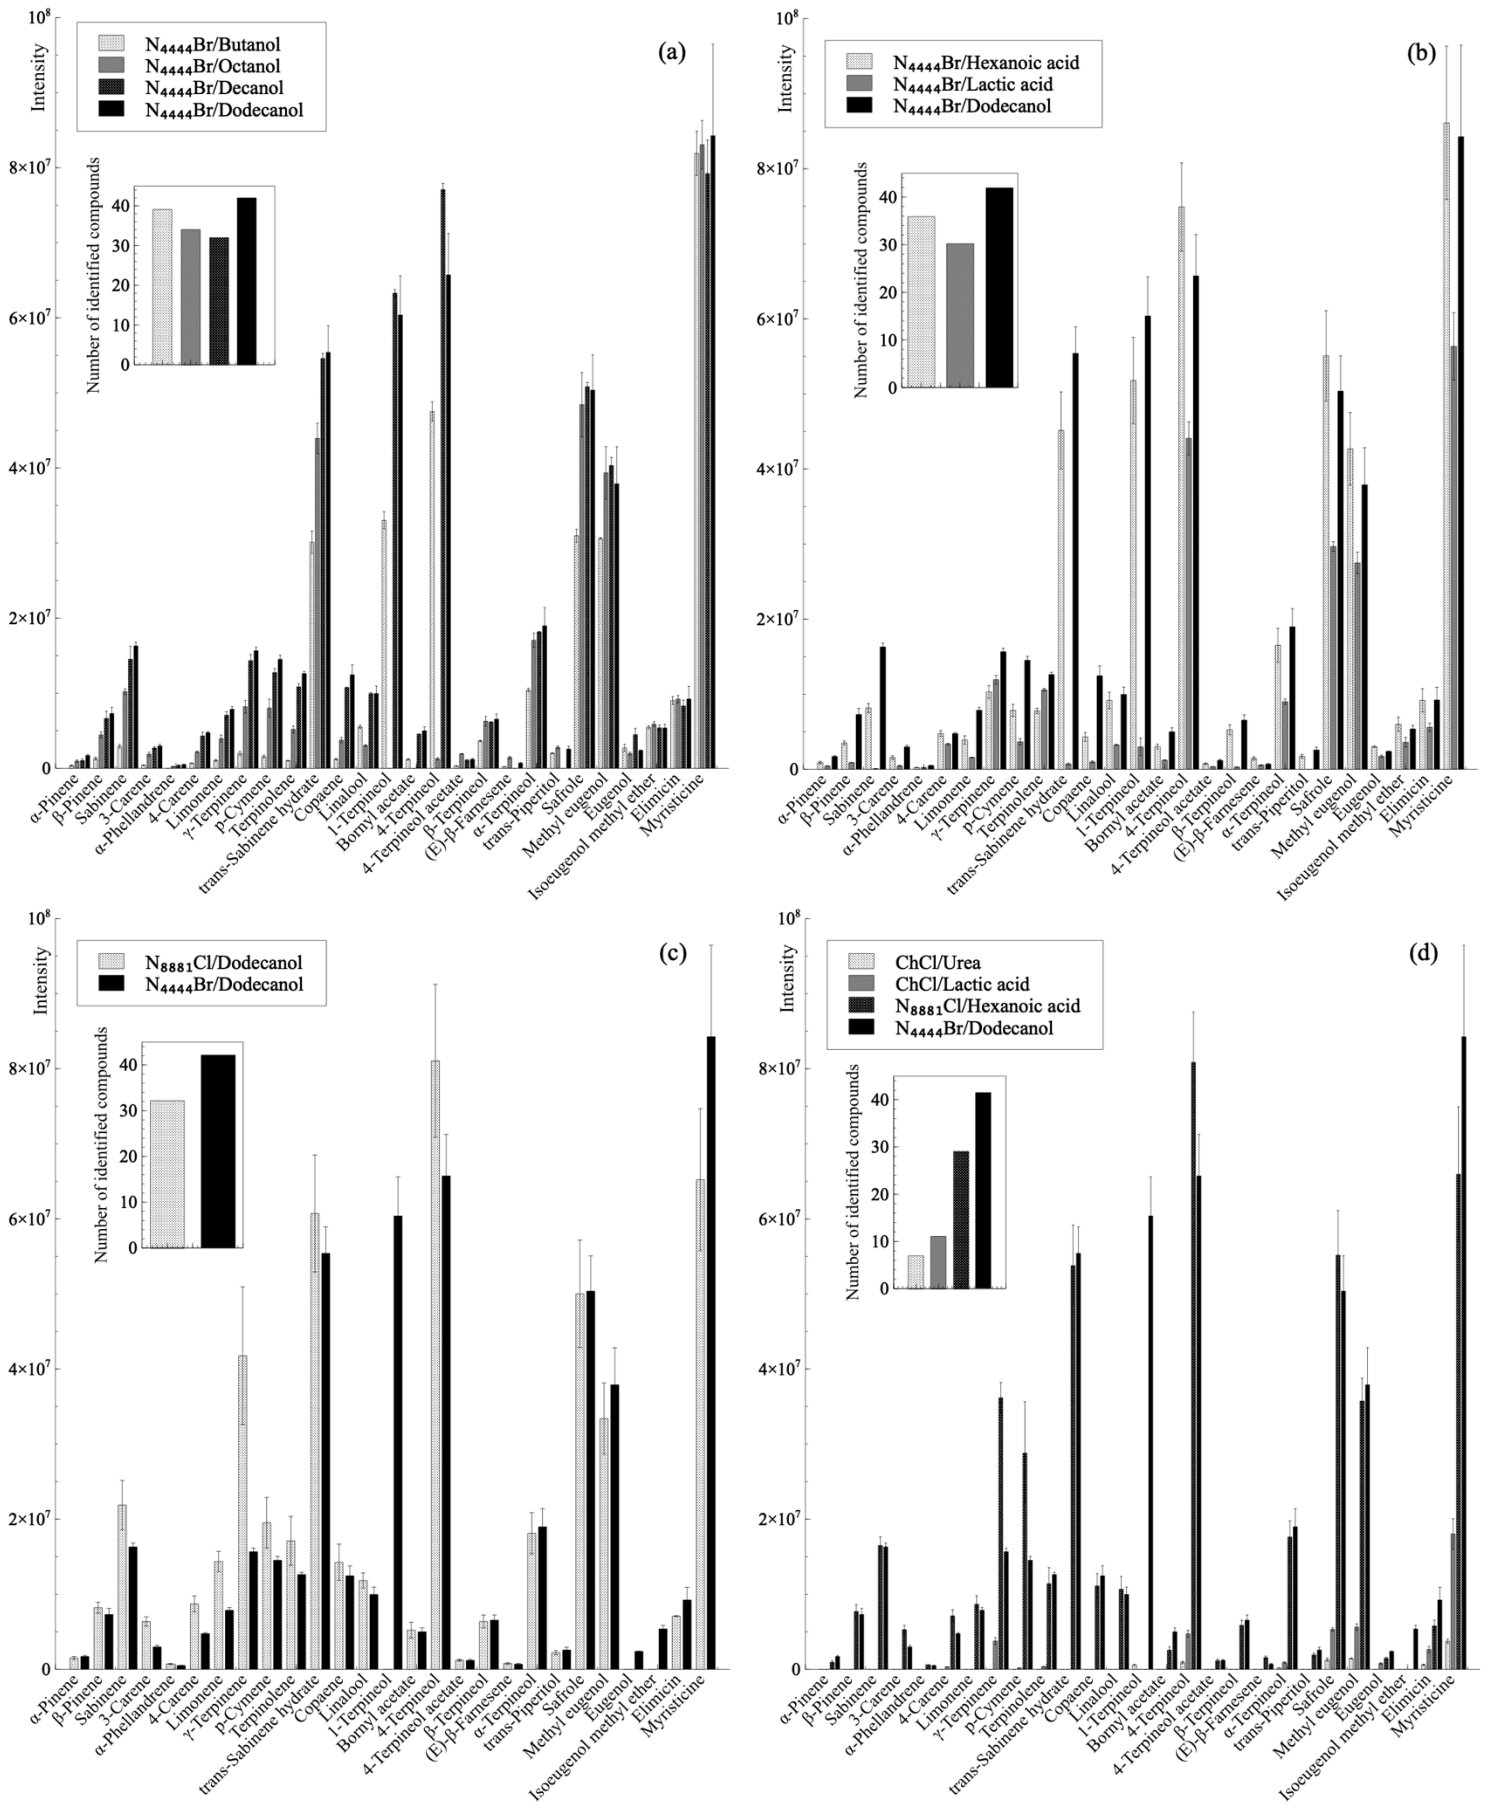 (a)
10⁸
8×10⁷
6×10⁷
4×10⁷
2×10⁷
0
Intensity
N₄₄₄₄Br/Butanol
N₄₄₄₄Br/Octanol
N₄₄₄₄Br/Decanol
N₄₄₄₄Br/Dodecanol
Number of identified compounds
40
30
20
10
0
α-Pinene
β-Pinene
Sabinene
3-Carene
α-Phellandrene
4-Carene
Limonene
γ-Terpinene
p-Cymene
Terpinolene
trans-Sabinene hydrate
Copaene
Linalool
1-Terpineol
Bornyl acetate
4-Terpineol
4-Terpineol acetate
β-Terpineol
(E)-β-Farnesene
α-Terpineol
trans-Piperitol
Safrole
Methyl eugenol
Eugenol
Isoeugenol methyl ether
Elimicin
Myristicine
(b)
10⁸
8×10⁷
6×10⁷
4×10⁷
2×10⁷
0
Intensity
N₄₄₄₄Br/Hexanoic acid
N₄₄₄₄Br/Lactic acid
N₄₄₄₄Br/Dodecanol
Number of identified compounds
40
30
20
10
0
α-Pinene
β-Pinene
Sabinene
3-Carene
α-Phellandrene
4-Carene
Limonene
γ-Terpinene
p-Cymene
Terpinolene
trans-Sabinene hydrate
Copaene
Linalool
1-Terpineol
Bornyl acetate
4-Terpineol
4-Terpineol acetate
β-Terpineol
(E)-β-Farnesene
α-Terpineol
trans-Piperitol
Safrole
Methyl eugenol
Eugenol
Isoeugenol methyl ether
Elimicin
Myristicine
(c)
10⁸
8×10⁷
6×10⁷
4×10⁷
2×10⁷
0
Intensity
N₈₈₈₁Cl/Dodecanol
N₄₄₄₄Br/Dodecanol
Number of identified compounds
40
30
20
10
0
α-Pinene
β-Pinene
Sabinene
3-Carene
α-Phellandrene
4-Carene
Limonene
γ-Terpinene
p-Cymene
Terpinolene
trans-Sabinene hydrate
Copaene
Linalool
1-Terpineol
Bornyl acetate
4-Terpineol
4-Terpineol acetate
β-Terpineol
(E)-β-Farnesene
α-Terpineol
trans-Piperitol
Safrole
Methyl eugenol
Eugenol
Isoeugenol methyl ether
Elimicin
Myristicine
(d)
10⁸
8×10⁷
6×10⁷
4×10⁷
2×10⁷
0
Intensity
ChCl/Urea
ChCl/Lactic acid
N₈₈₈₁Cl/Hexanoic acid
N₄₄₄₄Br/Dodecanol
Number of identified compounds
40
30
20
10
0
α-Pinene
β-Pinene
Sabinene
3-Carene
α-Phellandrene
4-Carene
Limonene
γ-Terpinene
p-Cymene
Terpinolene
trans-Sabinene hydrate
Copaene
Linalool
1-Terpineol
Bornyl acetate
4-Terpineol
4-Terpineol acetate
β-Terpineol
(E)-β-Farnesene
α-Terpineol
trans-Piperitol
Safrole
Methyl eugenol
Eugenol
Isoeugenol methyl ether
Elimicin
Myristicine